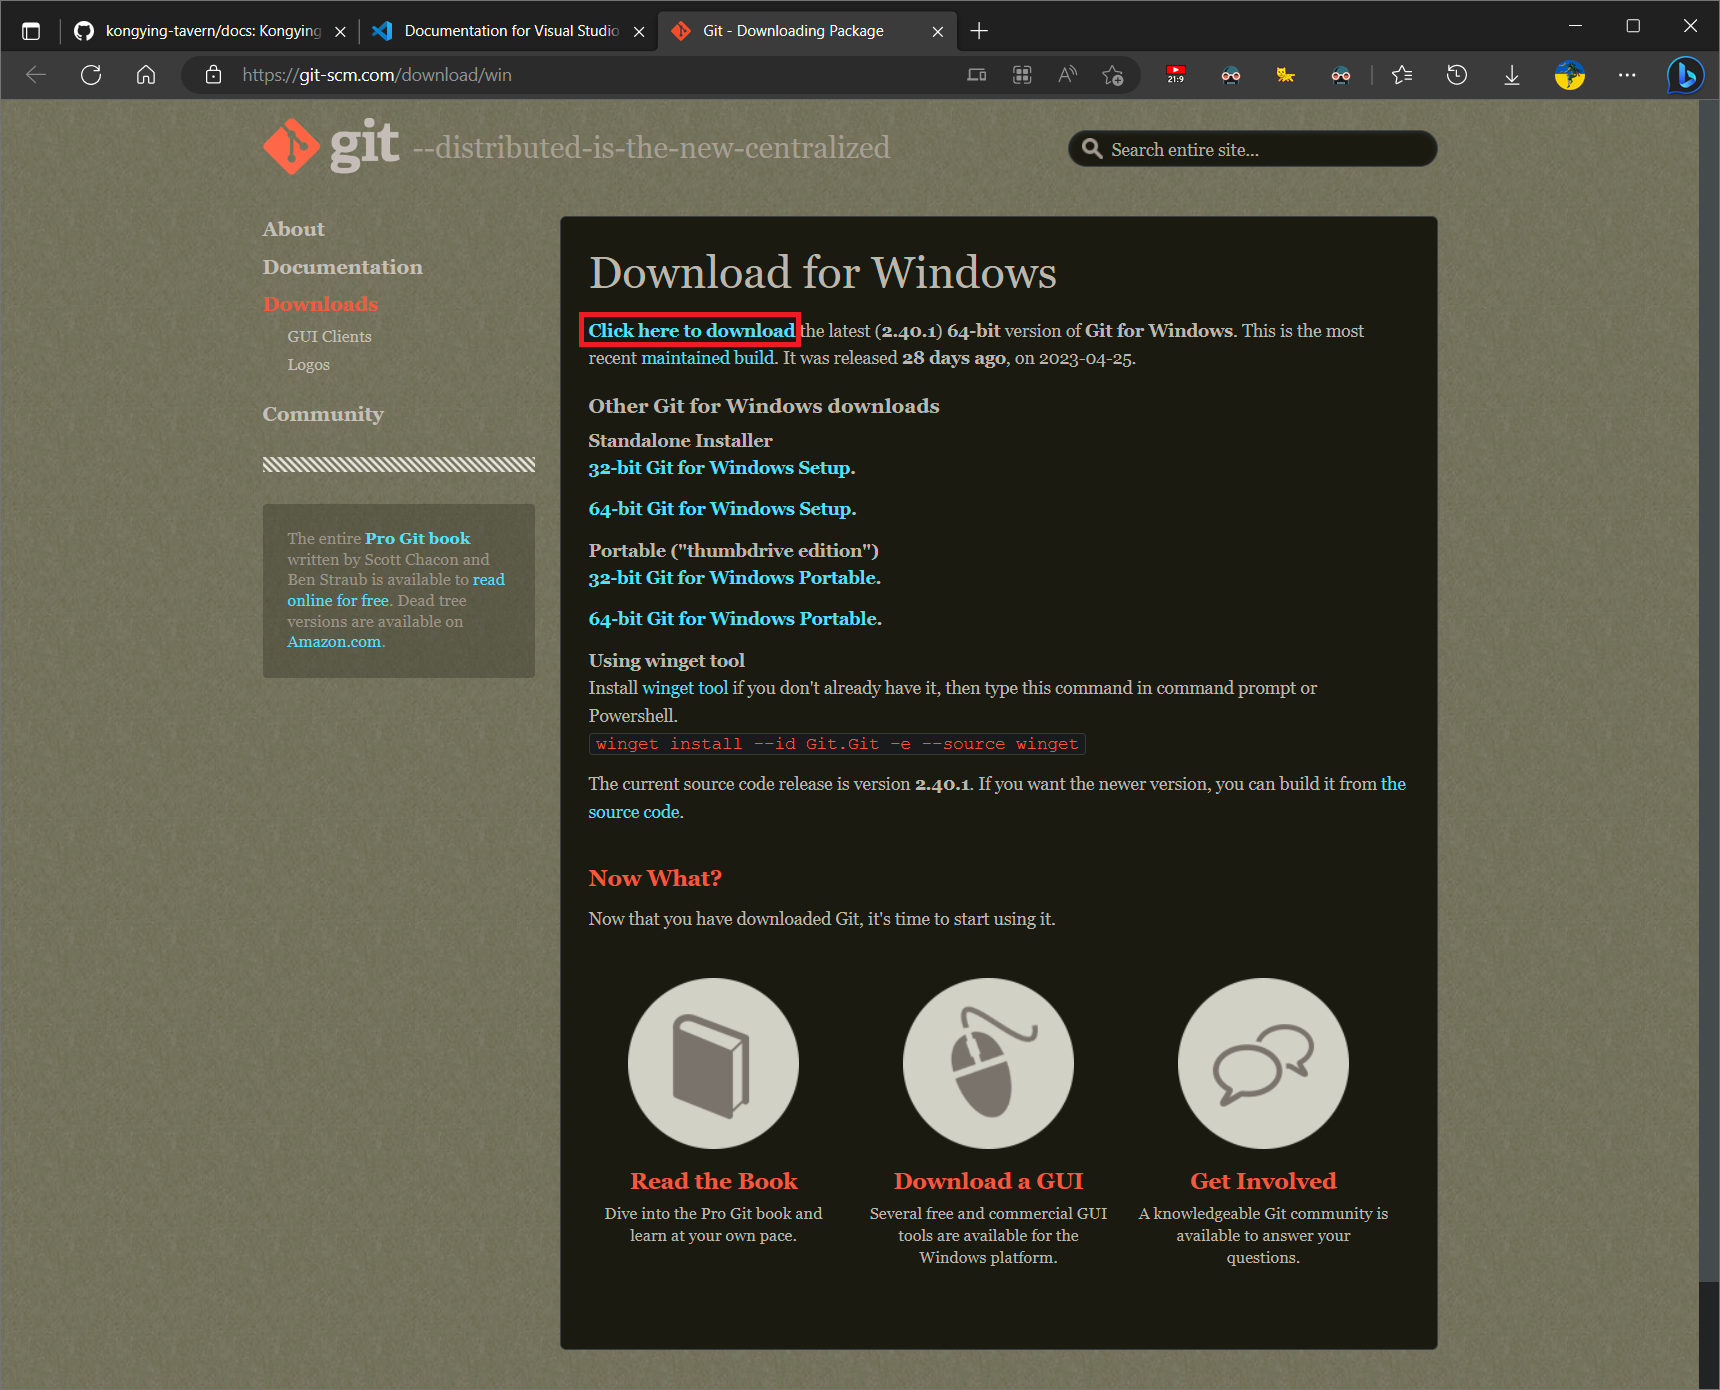 kongying-tavern/docs: Kongying
Documentation for Visual Studio
Git - Downloading Package
https://git-scm.com/download/win
21:9
git --distributed-is-the-new-centralized
Search entire site...
About
Documentation
Downloads
GUI Clients
Logos
Community
The entire Pro Git book
written by Scott Chacon and
Ben Straub is available to read
online for free. Dead tree
versions are available on
Amazon.com.
Download for Windows
Click here to download the latest (2.40.1) 64-bit version of Git for Windows. This is the most
recent maintained build. It was released 28 days ago, on 2023-04-25.
Other Git for Windows downloads
Standalone Installer
32-bit Git for Windows Setup.
64-bit Git for Windows Setup.
Portable ("thumbdrive edition")
32-bit Git for Windows Portable.
64-bit Git for Windows Portable.
Using winget tool
Install winget tool if you don't already have it, then type this command in command prompt or
Powershell.
winget install --id Git.Git -e --source winget
The current source code release is version 2.40.1. If you want the newer version, you can build it from the
source code.
Now What?
Now that you have downloaded Git, it's time to start using it.
Read the Book
Dive into the Pro Git book and
learn at your own pace.
Download a GUI
Several free and commercial GUI
tools are available for the
Windows platform.
Get Involved
A knowledgeable Git community is
available to answer your
questions.